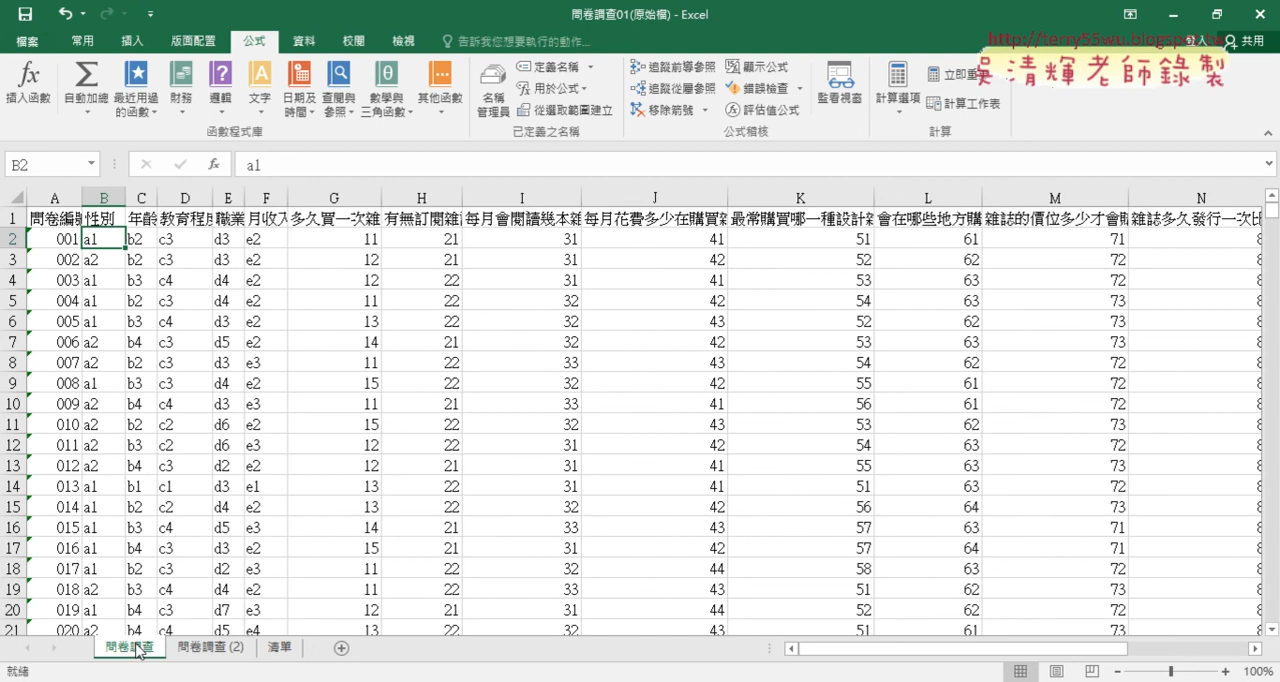 問卷調查01(原始檔) - Excel
http://terry55wu.blogspot.tw
吳清輝老師錄製
檔案 常用 插入 版面配置 公式 資料 校閱 檢視 告訴我您想要執行的動作... 登入 共用
插入函數 自動加總 最近用過的函數 財務 邏輯 文字 日期及時間 查閱與參照 數學與三角函數 其他函數 名稱管理員 定義名稱 用於公式 從選取範圍建立 追蹤前導參照 追蹤從屬參照 移除箭號 顯示公式 錯誤檢查 評估值公式 監看視窗 計算選項 立即重 計算工作表
函數程式庫 已定義之名稱 公式稽核 計算
B2 fx a1
A B C D E F G H I J K L M N
1 問卷編 性別 年齡 教育程度 職業 月收入 多久買一次雜 有無訂閱雜 每月會閱讀幾本雜 每月花費多少在購買雜 最常購買哪一種設計雜 會在哪些地方購 雜誌的價位多少才會 雜誌多久發行一次比
2 001 a1 b2 c3 d3 e2 11 21 31 41 51 61 71 8
3 002 a2 b2 c3 d3 e2 12 21 31 42 52 62 72 8
4 003 a1 b3 c3 d4 e2 12 22 31 41 53 63 72 8
5 004 a1 b2 c3 d4 e2 11 22 32 42 54 63 73 8
6 005 a1 b3 c4 d3 e2 13 22 32 43 52 62 73 8
7 006 a2 b4 c3 d5 e2 14 21 32 42 53 63 72 8
8 007 a2 b2 c3 d3 e3 11 22 33 43 54 62 72 8
9 008 a1 b3 c3 d4 e2 15 22 32 42 55 61 73 8
10 009 a2 b4 c4 d3 e3 11 21 33 41 56 61 72 8
11 010 a2 b2 c2 d6 e2 15 22 32 43 53 62 73 8
12 011 a2 b3 c2 d6 e3 12 22 31 42 54 63 72 8
13 012 a2 b4 c3 d2 e2 12 21 31 41 55 63 73 8
14 013 a1 b1 c1 d3 e1 13 22 31 41 51 63 72 8
15 014 a1 b2 c2 d4 e2 13 22 32 42 56 64 73 8
16 015 a1 b3 c4 d5 e3 14 21 33 43 57 63 71 8
17 016 a1 b4 c3 d3 e2 15 21 31 42 57 64 71 8
18 017 a1 b2 c3 d2 e3 11 22 32 44 58 63 72 8
19 018 a2 b3 c4 d4 e2 11 22 33 43 51 62 73 8
20 019 a1 b4 c3 d7 e3 12 21 31 44 52 62 72 8
21 020 a2 b4 c4 d5 e4 13 22 32 43 51 61 73 8
問卷調查 問卷調查 (2) 清單
就緒 100%